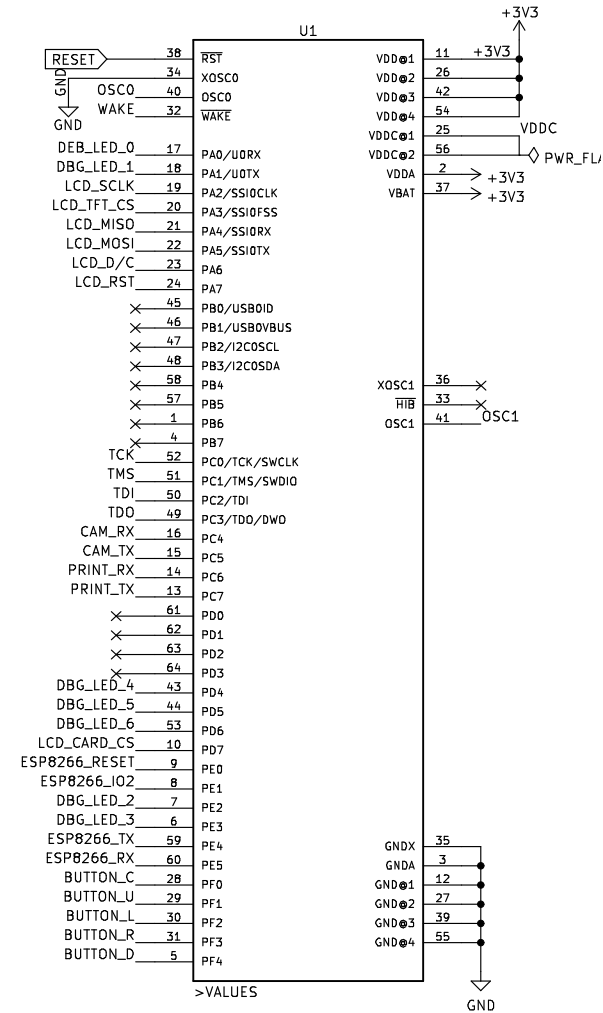 +3V3
U1
RESET 38 RST VDD@1 11 +3V3
GND 34 XOSC0 VDD@2 26
OSC0 40 OSC0 VDD@3 42
WAKE 32 WAKE VDD@4 54
GND
VDDC@1 25 VDDC
DEB_LED_0 17 PA0/U0RX VDDC@2 56 PWR_FLA
DBG_LED_1 18 PA1/U0TX VDDA 2 +3V3
LCD_SCLK 19 PA2/SSI0CLK VBAT 37 +3V3
LCD_TFT_CS 20 PA3/SSI0FSS
LCD_MISO 21 PA4/SSI0RX
LCD_MOSI 22 PA5/SSI0TX
LCD_D/C 23 PA6
LCD_RST 24 PA7
45 PB0/USB0ID
46 PB1/USB0VBUS
47 PB2/I2C0SCL
48 PB3/I2C0SDA
58 PB4 XOSC1 36
57 PB5 HIB 33
1 PB6 OSC1 41 OSC1
4 PB7
TCK 52 PC0/TCK/SWCLK
TMS 51 PC1/TMS/SWDIO
TDI 50 PC2/TDI
TDO 49 PC3/TDO/DWO
CAM_RX 16 PC4
CAM_TX 15 PC5
PRINT_RX 14 PC6
PRINT_TX 13 PC7
61 PD0
62 PD1
63 PD2
64 PD3
DBG_LED_4 43 PD4
DBG_LED_5 44 PD5
DBG_LED_6 53 PD6
LCD_CARD_CS 10 PD7
ESP8266_RESET 9 PE0
ESP8266_IO2 8 PE1
DBG_LED_2 7 PE2
DBG_LED_3 6 PE3
ESP8266_TX 59 PE4 GNDX 35
ESP8266_RX 60 PE5 GNDA 3
BUTTON_C 28 PF0 GND@1 12
BUTTON_U 29 PF1 GND@2 27
BUTTON_L 30 PF2 GND@3 39
BUTTON_R 31 PF3 GND@4 55
BUTTON_D 5 PF4
>VALUES
GND